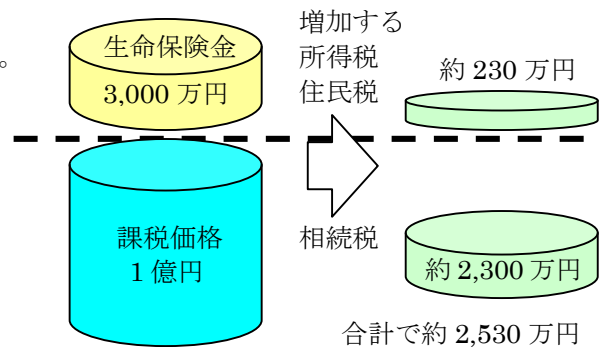 。
生命保険金
3,000 万円
増加する
所得税
住民税
約 230 万円
課税価格
1 億円
相続税
約 2,300 万円
合計で約 2,530 万円